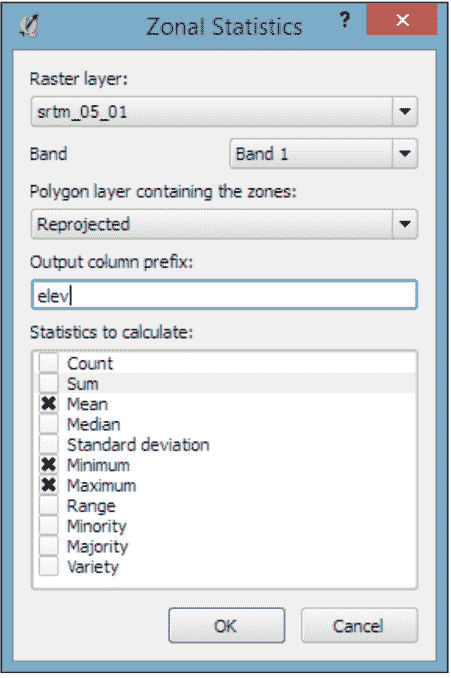 Zonal Statistics
?
Raster layer:
srtm_05_01
Band
Band 1
Polygon layer containing the zones:
Reprojected
Output column prefix:
elev
Statistics to calculate:
Count
Sum
Mean
Median
Standard deviation
Minimum
Maximum
Range
Minority
Majority
Variety
OK
Cancel